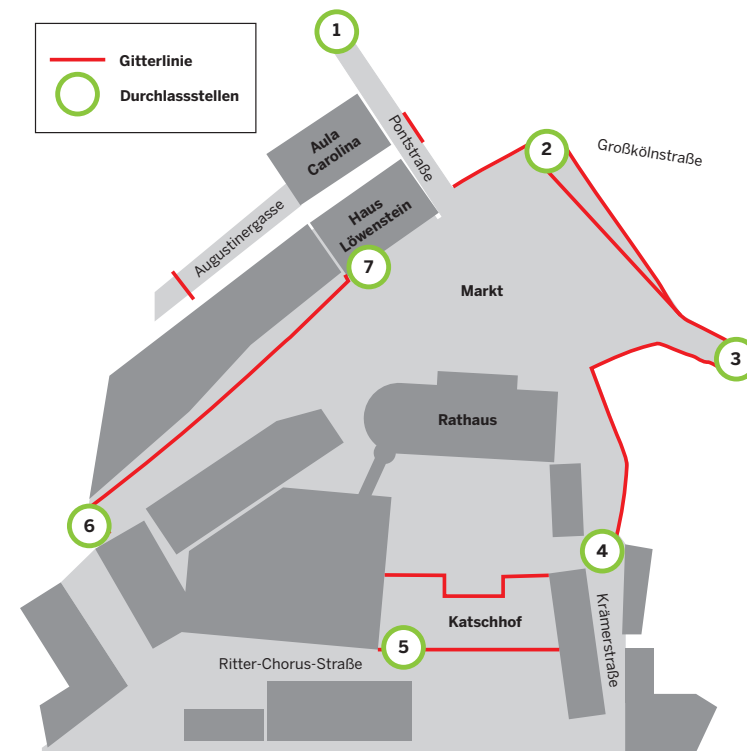 1
Gitterlinie
Durchlassstellen
Pontstraße
Aula
Carolina
2
Großkölnstraße
Haus
Löwenstein
Augustinergasse
7
Markt
3
Rathaus
6
4
Krämerstraße
Katschhof
5
Ritter-Chorus-Straße